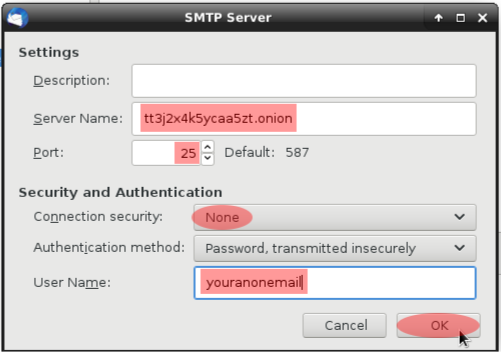 SMTP Server
Settings
Description:
Server Name: tt3j2x4k5ycaa5zt.onion
Port: 25 Default: 587
Security and Authentication
Connection security: None
Authentication method: Password, transmitted insecurely
User Name: youranonemail
Cancel OK